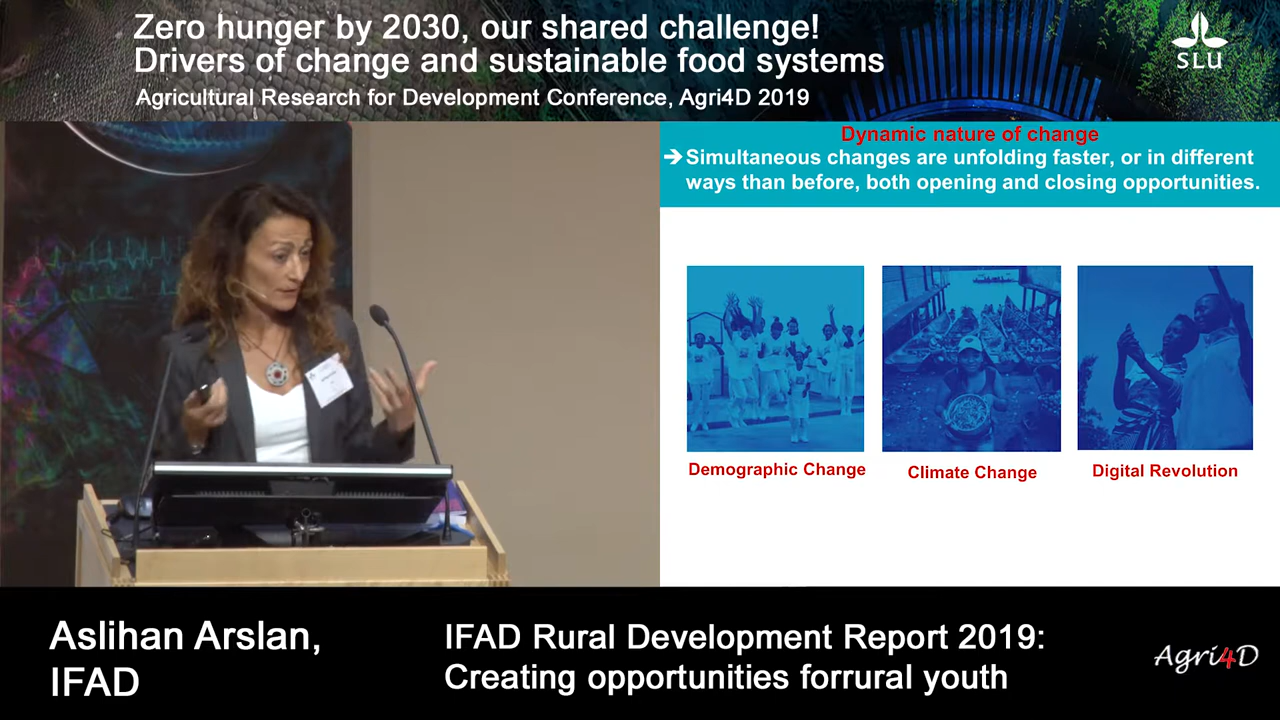 Zero hunger by 2030, our shared challenge!
Drivers of change and sustainable food systems
Agricultural Research for Development Conference, Agri4D 2019
SLU
Dynamic nature of change
➔ Simultaneous changes are unfolding faster, or in different
ways than before, both opening and closing opportunities.
Demographic Change
Climate Change
Digital Revolution
Aslihan Arslan,
IFAD
IFAD Rural Development Report 2019:
Creating opportunities forrural youth
Agri4D